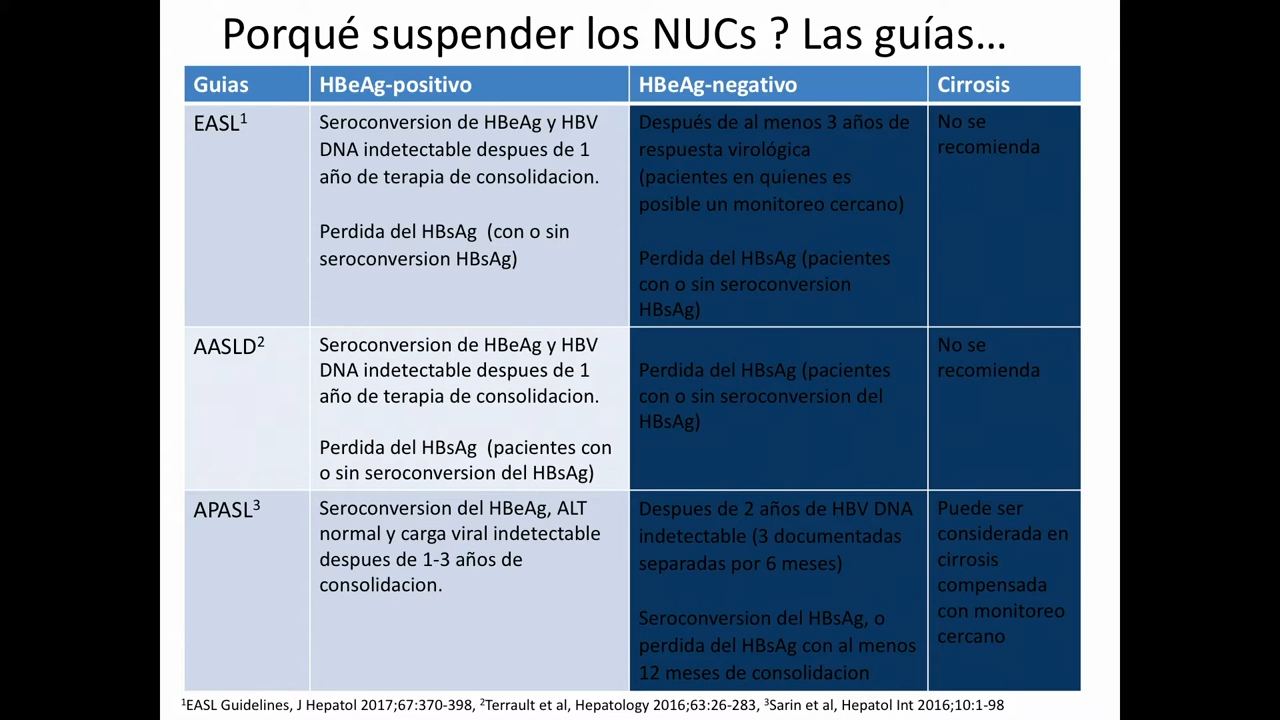 Porqué suspender los NUCs ? Las guías…
Guias
HBeAg-positivo
HBeAg-negativo
Cirrosis
EASL¹
Seroconversion de HBeAg y HBV
DNA indetectable despues de 1
año de terapia de consolidacion.
Perdida del HBsAg (con o sin
seroconversion HBsAg)
Después de al menos 3 años de
respuesta virológica
(pacientes en quienes es
posible un monitoreo cercano)
Perdida del HBsAg (pacientes
con o sin seroconversion
HBsAg)
No se
recomienda
AASLD²
Seroconversion de HBeAg y HBV
DNA indetectable despues de 1
año de terapia de consolidacion.
Perdida del HBsAg (pacientes con
o sin seroconversion del HBsAg)
Perdida del HBsAg (pacientes
con o sin seroconversion del
HBsAg)
No se
recomienda
APASL³
Seroconversion del HBeAg, ALT
normal y carga viral indetectable
despues de 1-3 años de
consolidacion.
Despues de 2 años de HBV DNA
indetectable (3 documentadas
separadas por 6 meses)
Seroconversion del HBsAg, o
perdida del HBsAg con al menos
12 meses de consolidacion
Puede ser
considerada en
cirrosis
compensada
con monitoreo
cercano
¹EASL Guidelines, J Hepatol 2017;67:370-398, ²Terrault et al, Hepatology 2016;63:26-283, ³Sarin et al, Hepatol Int 2016;10:1-98